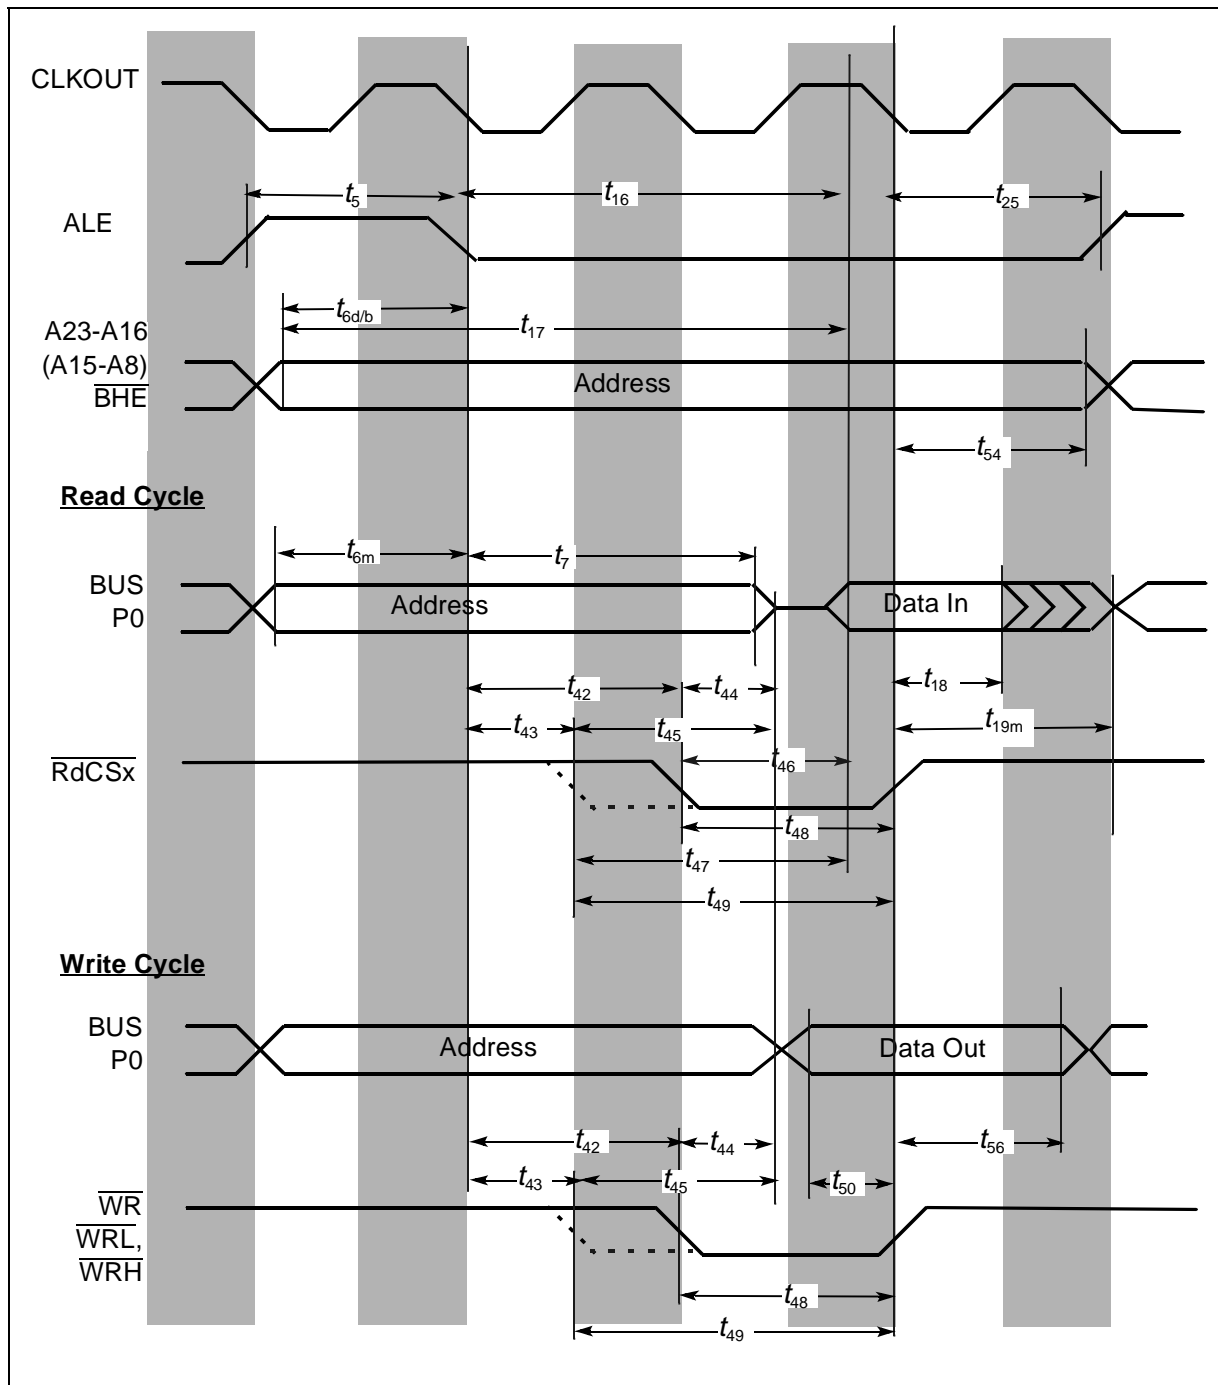 CLKOUT
t5 t16 t25
ALE
t6d/b
A23-A16 t17
(A15-A8)
BHE Address
t54
Read Cycle
t6m t7
BUS
P0 Address Data In
t42 t44 t18
t43 t45 t19m
RdCSx t46
t48
t47
t49
Write Cycle
BUS
P0 Address Data Out
t42 t44 t56
t43 t45 t50
WR
WRL,
WRH
t48
t49